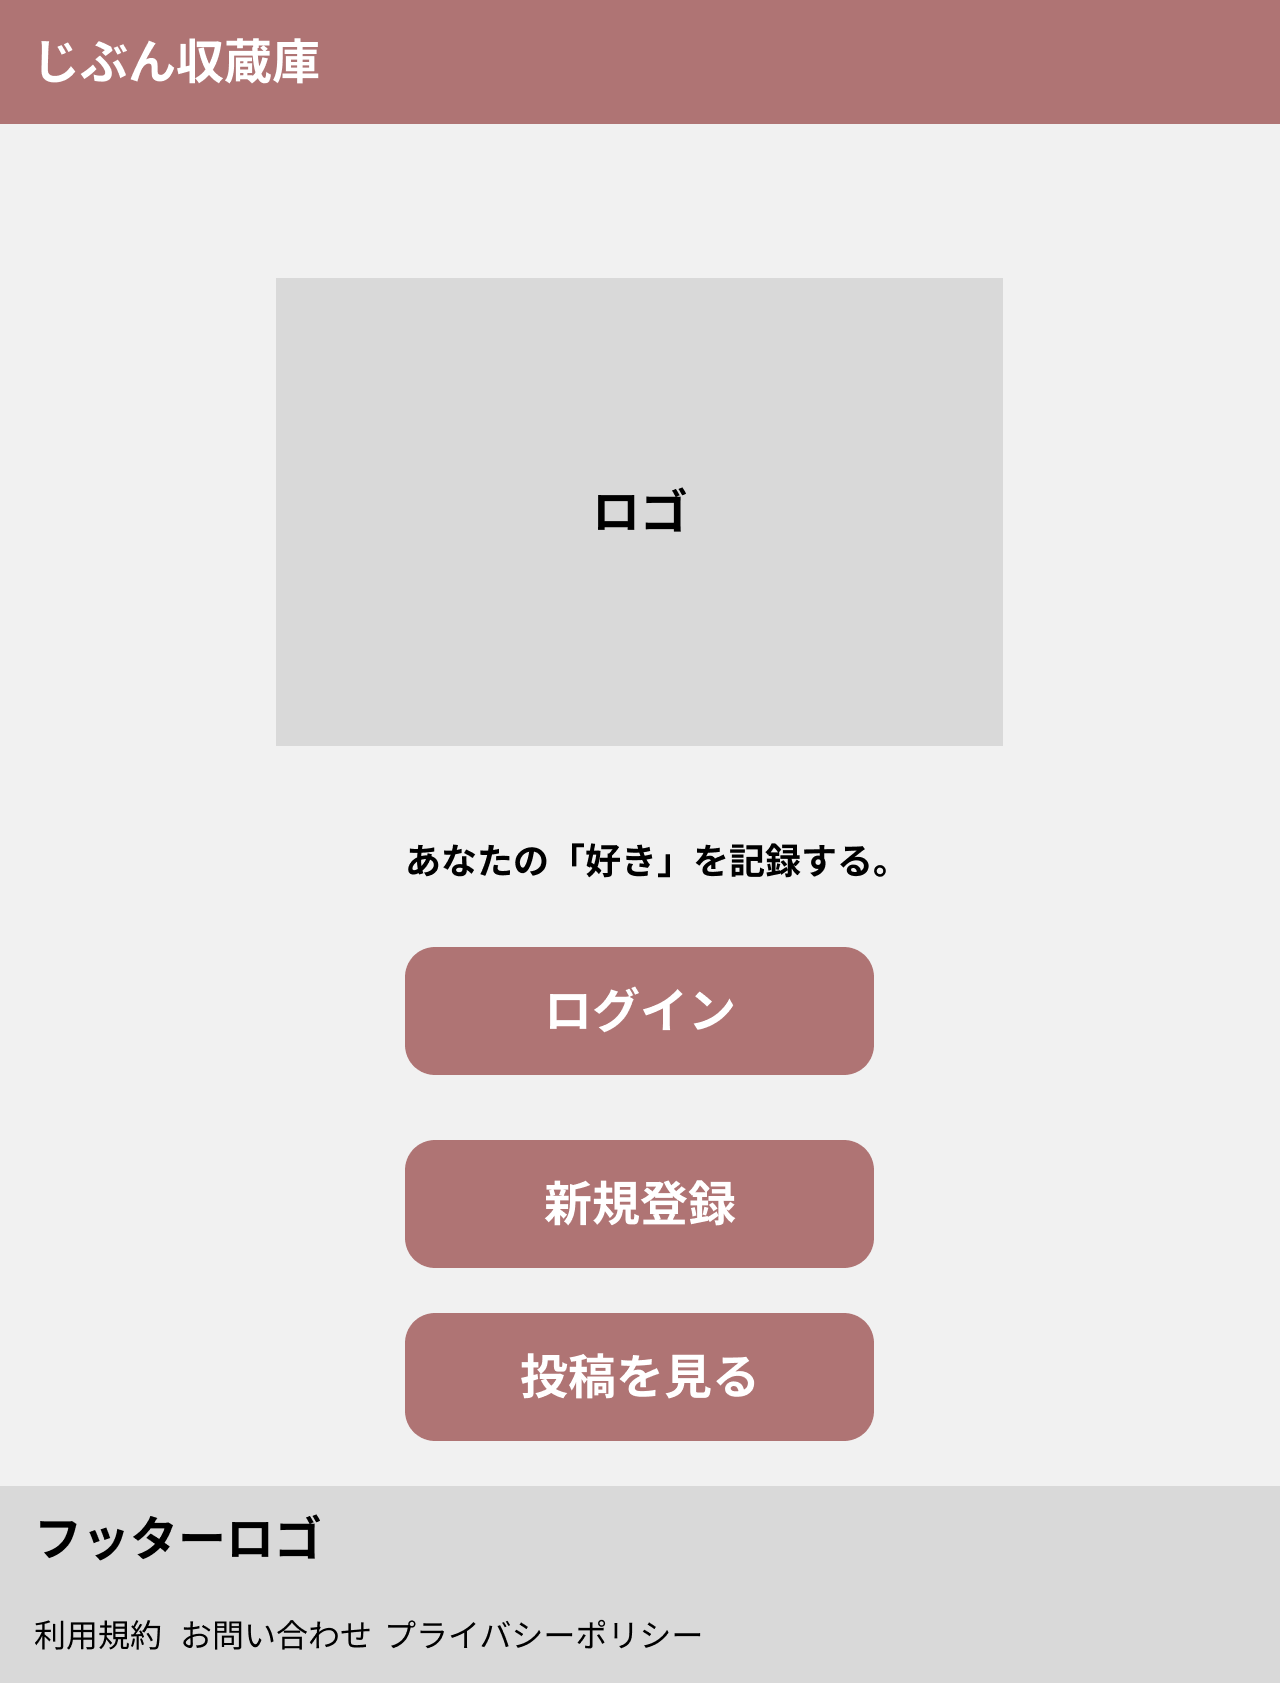 じぶん収蔵庫
ロゴ
あなたの「好き」を記録する。
ログイン
新規登録
投稿を見る
フッターロゴ
利用規約 お問い合わせ プライバシーポリシー